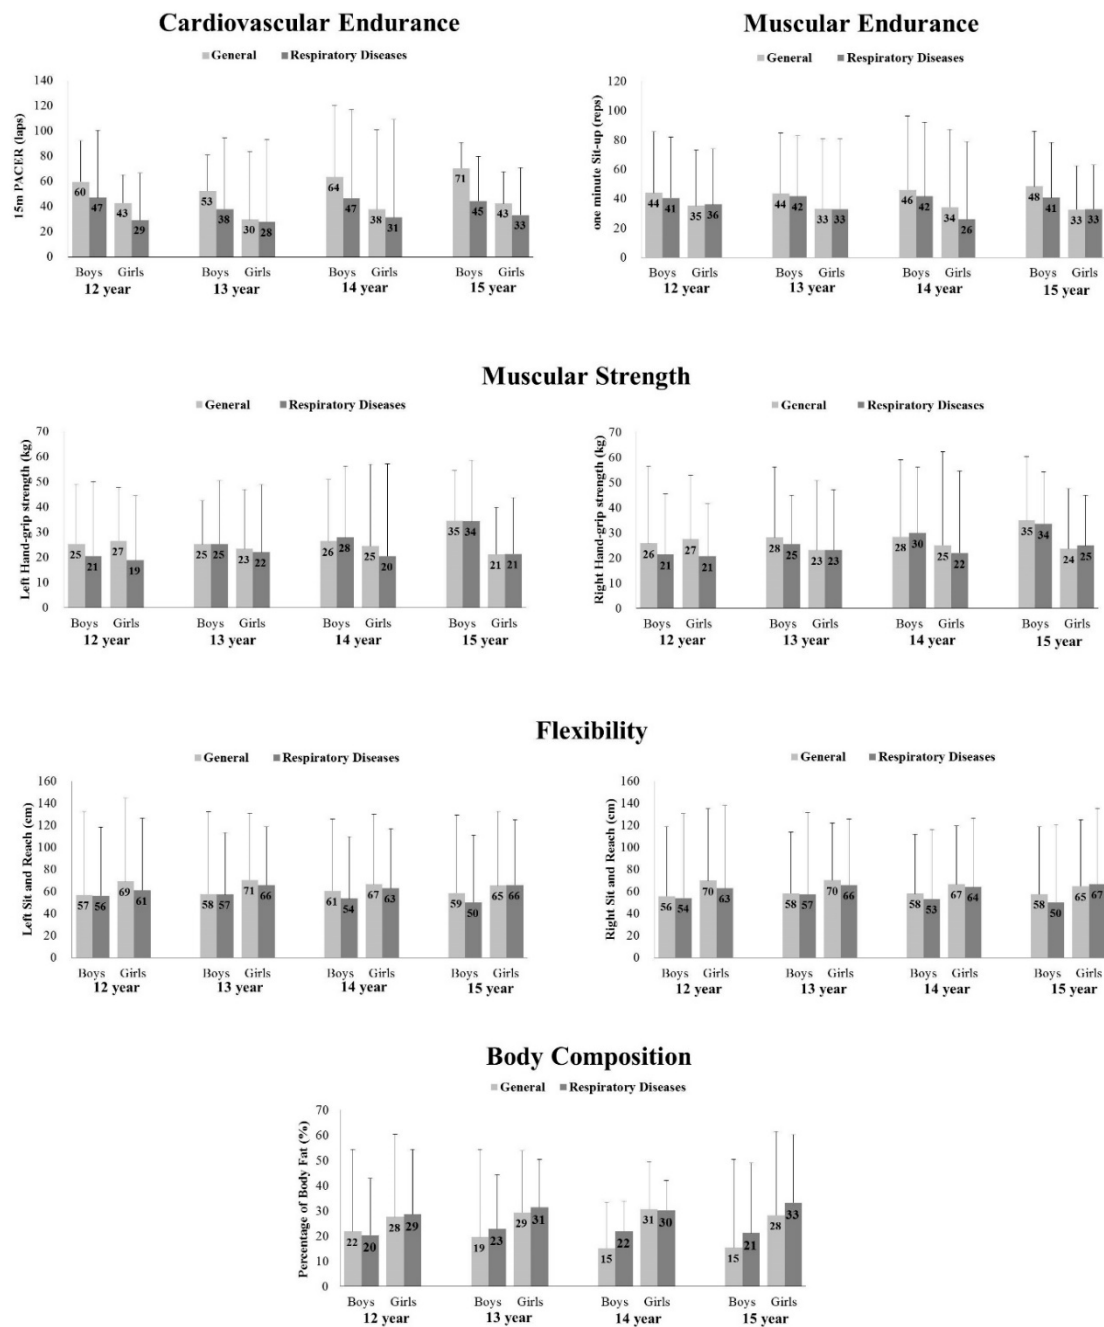 Cardiovascular Endurance
General Respiratory Diseases
15m PACER (laps)
140
120
100
80
60
40
20
0
60 47 43 29 53 38 30 28 64 47 38 31 71 45 43 33
Boys Girls Boys Girls Boys Girls Boys Girls
12 year 13 year 14 year 15 year
Muscular Endurance
General Respiratory Diseases
one minute Sit-up (reps)
120
100
80
60
40
20
0
44 41 35 36 44 42 33 33 46 42 34 26 48 41 33 33
Boys Girls Boys Girls Boys Girls Boys Girls
12 year 13 year 14 year 15 year
Muscular Strength
General Respiratory Diseases
Left Hand-grip strength (kg)
70
60
50
40
30
20
10
0
25 21 27 19 25 25 23 22 26 28 25 20 35 34 21 21
Boys Girls Boys Girls Boys Girls Boys Girls
12 year 13 year 14 year 15 year
General Respiratory Diseases
Right Hand-grip strength (kg)
70
60
50
40
30
20
10
0
26 21 27 21 28 25 23 23 28 30 25 22 35 34 24 25
Boys Girls Boys Girls Boys Girls Boys Girls
12 year 13 year 14 year 15 year
Flexibility
General Respiratory Diseases
Left Sit and Reach (cm)
160
140
120
100
80
60
40
20
0
57 56 69 61 58 57 71 66 61 54 67 63 59 50 65 66
Boys Girls Boys Girls Boys Girls Boys Girls
12 year 13 year 14 year 15 year
General Respiratory Diseases
Right Sit and Reach (cm)
160
140
120
100
80
60
40
20
0
56 54 70 63 58 57 70 66 58 53 67 64 58 50 65 67
Boys Girls Boys Girls Boys Girls Boys Girls
12 year 13 year 14 year 15 year
Body Composition
General Respiratory Diseases
Percentage of Body Fat (%)
70
60
50
40
30
20
10
0
22 20 28 29 19 23 29 31 15 22 31 30 15 21 28 33
Boys Girls Boys Girls Boys Girls Boys Girls
12 year 13 year 14 year 15 year